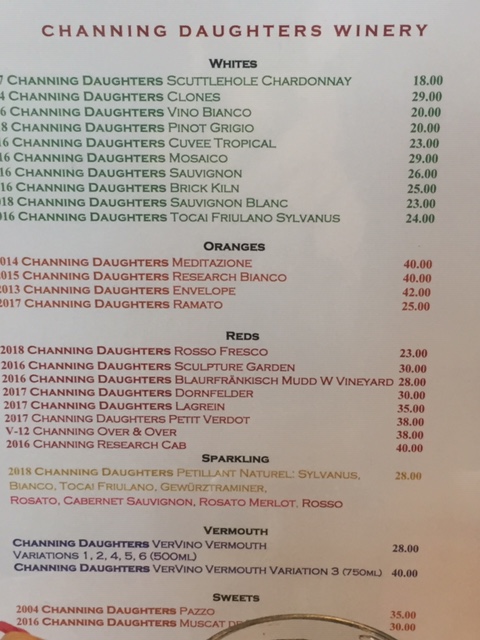 CHANNING DAUGHTERS WINERY
WHITES
7 CHANNING DAUGHTERS SCUTTLEHOLE CHARDONNAY 18.00
4 CHANNING DAUGHTERS CLONES 29.00
6 CHANNING DAUGHTERS VINO BIANCO 20.00
18 CHANNING DAUGHTERS PINOT GRIGIO 20.00
16 CHANNING DAUGHTERS CUVEE TROPICAL 23.00
16 CHANNING DAUGHTERS MOSAICO 29.00
16 CHANNING DAUGHTERS SAUVIGNON 26.00
016 CHANNING DAUGHTERS BRICK KILN 25.00
018 CHANNING DAUGHTERS SAUVIGNON BLANC 23.00
016 CHANNING DAUGHTERS TOCAI FRIULANO SYLVANUS 24.00
ORANGES
014 CHANNING DAUGHTERS MEDITAZIONE 40.00
2015 CHANNING DAUGHTERS RESEARCH BIANCO 40.00
2013 CHANNING DAUGHTERS ENVELOPE 42.00
2017 CHANNING DAUGHTERS RAMATO 25.00
REDS
2018 CHANNING DAUGHTERS ROSSO FRESCO 23.00
2016 CHANNING DAUGHTERS SCULPTURE GARDEN 30.00
2016 CHANNING DAUGHTERS BLAURFRÄNKISCH MUDD W VINEYARD 28.00
2017 CHANNING DAUGHTERS DORNFELDER 30.00
2017 CHANNING DAUGHTERS LAGREIN 35.00
2017 CHANNING DAUGHTERS PETIT VERDOT 38.00
V-12 CHANNING OVER & OVER 38.00
2016 CHANNING RESEARCH CAB 40.00
SPARKLING
2018 CHANNING DAUGHTERS PETILLANT NATUREL: SYLVANUS, 28.00
BIANCO, TOCAI FRIULANO, GEWÜRZTRAMINER,
ROSATO, CABERNET SAUVIGNON, ROSATO MERLOT, ROSSO
VERMOUTH
CHANNING DAUGHTERS VERVINO VERMOUTH 28.00
VARIATIONS 1, 2, 4, 5, 6 (500ML)
CHANNING DAUGHTERS VERVINO VERMOUTH VARIATION 3 (750ML) 40.00
SWEETS
2004 CHANNING DAUGHTERS PAZZO 35.00
2016 CHANNING DAUGHTERS MUSCAT 30.00